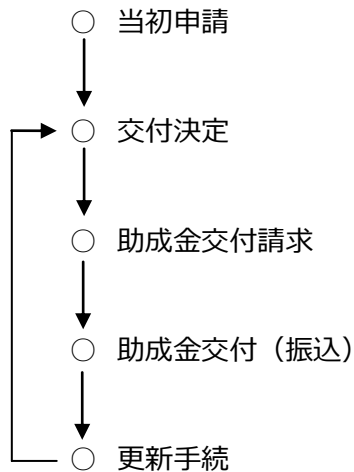 ○ 当初申請
○ 交付決定
○ 助成金交付請求
○ 助成金交付（振込）
○ 更新手続